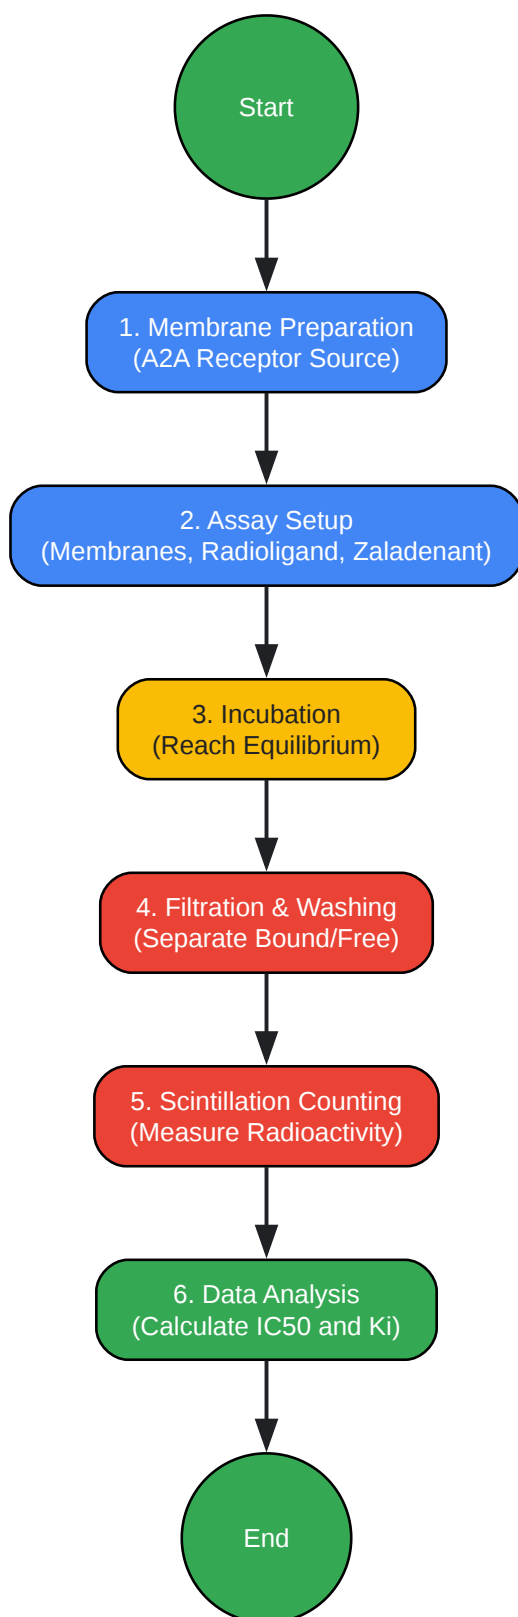 Start
1. Membrane Preparation
(A2A Receptor Source)
2. Assay Setup
(Membranes, Radioligand, Zaladenant)
3. Incubation
(Reach Equilibrium)
4. Filtration & Washing
(Separate Bound/Free)
5. Scintillation Counting
(Measure Radioactivity)
6. Data Analysis
(Calculate IC50 and Ki)
End